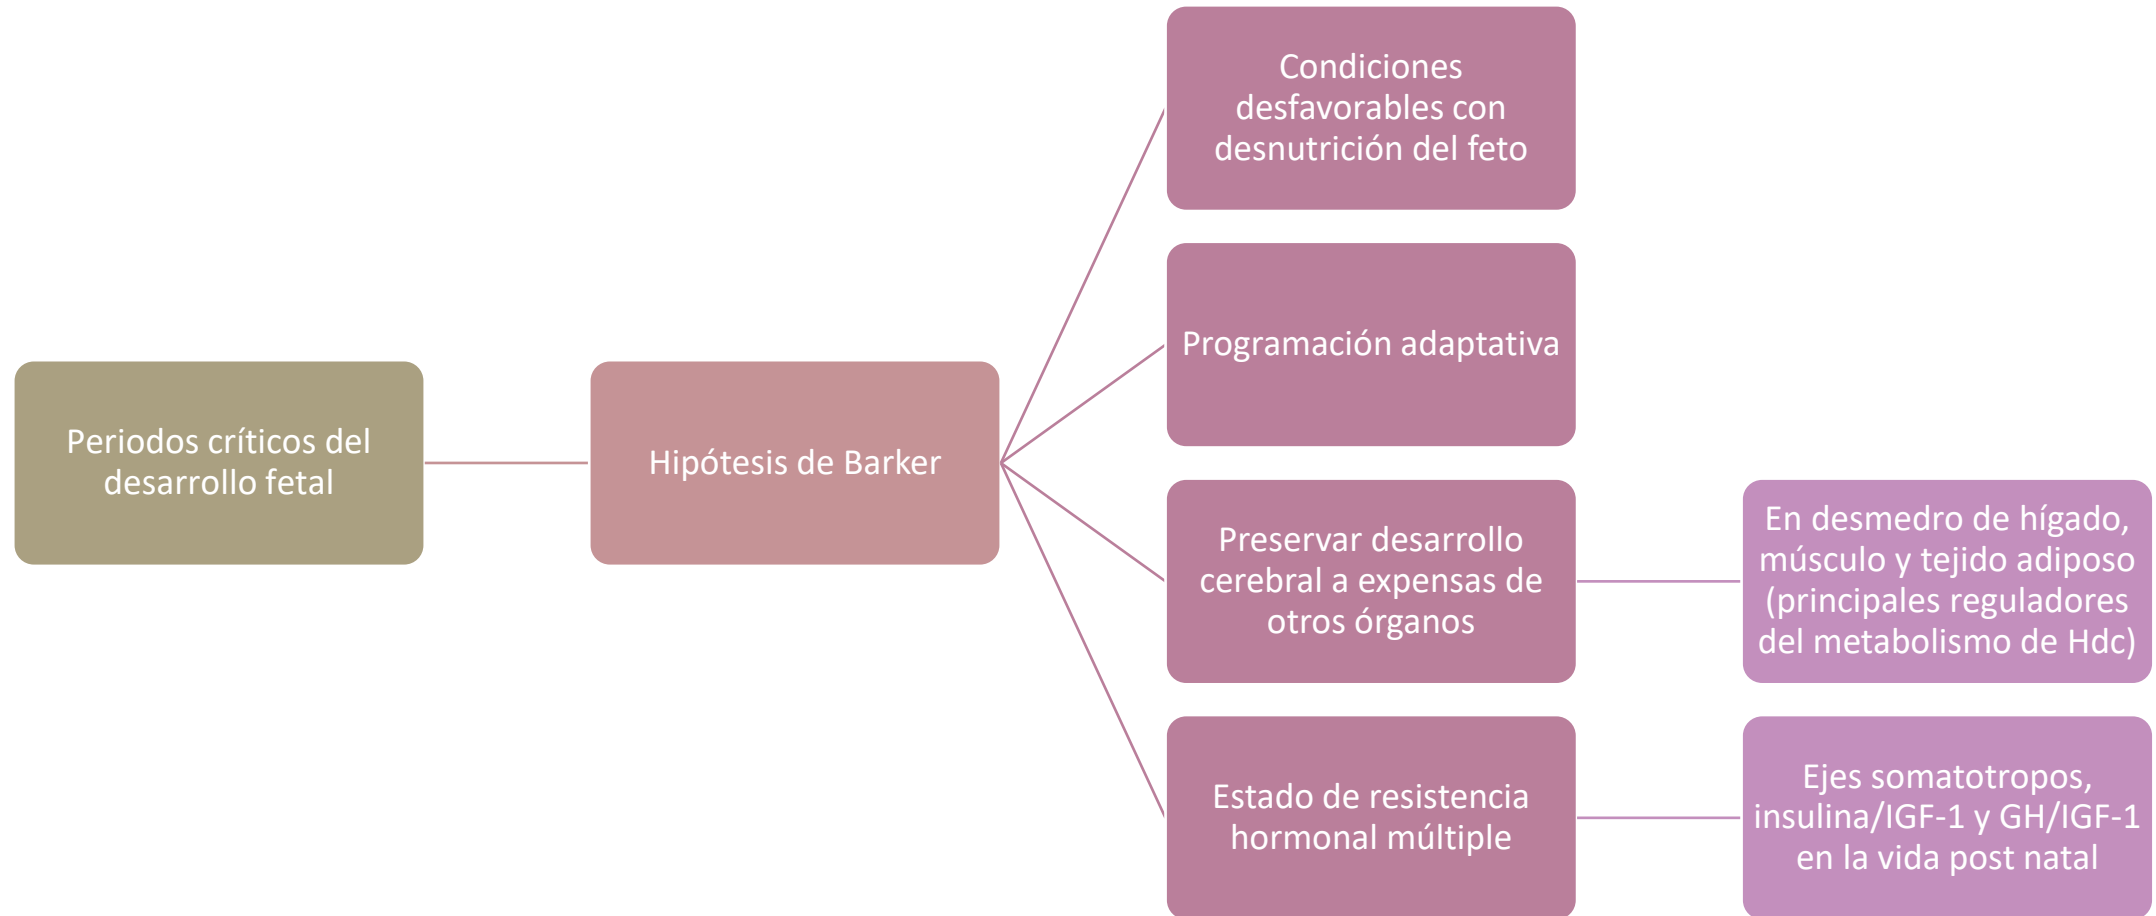 Periodos críticos del
desarrollo fetal
Hipótesis de Barker
Condiciones
desfavorables con
desnutrición del feto
Programación adaptativa
Preservar desarrollo
cerebral a expensas de
otros órganos
En desmedro de hígado,
músculo y tejido adiposo
(principales reguladores
del metabolismo de Hdc)
Estado de resistencia
hormonal múltiple
Ejes somatotropos,
insulina/IGF-1 y GH/IGF-1
en la vida post natal